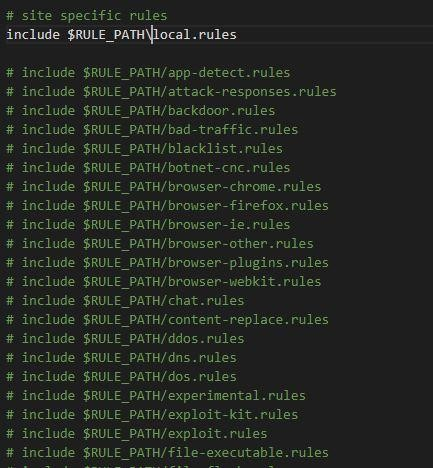 # site specific rules
include $RULE_PATH\local.rules
# include $RULE_PATH/app-detect.rules
# include $RULE_PATH/attack-responses.rules
# include $RULE_PATH/backdoor.rules
# include $RULE_PATH/bad-traffic.rules
# include $RULE_PATH/blacklist.rules
# include $RULE_PATH/botnet-cnc.rules
# include $RULE_PATH/browser-chrome.rules
# include $RULE_PATH/browser-firefox.rules
# include $RULE_PATH/browser-ie.rules
# include $RULE_PATH/browser-other.rules
# include $RULE_PATH/browser-plugins.rules
# include $RULE_PATH/browser-webkit.rules
# include $RULE_PATH/chat.rules
# include $RULE_PATH/content-replace.rules
# include $RULE_PATH/ddos.rules
# include $RULE_PATH/dns.rules
# include $RULE_PATH/dos.rules
# include $RULE_PATH/experimental.rules
# include $RULE_PATH/exploit-kit.rules
# include $RULE_PATH/exploit.rules
# include $RULE_PATH/file-executable.rules